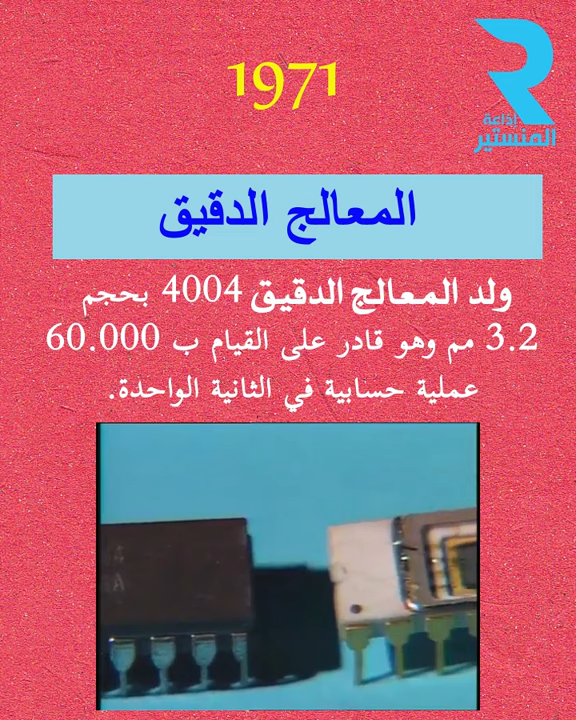 إذاعة
المنستير
1971
المعالج الدقيق
ولد المعالج الدقيق 4004 بحجم
3.2 مم وهو قادر على القيام ب 60.000
عملية حسابية في الثانية الواحدة.
4
A